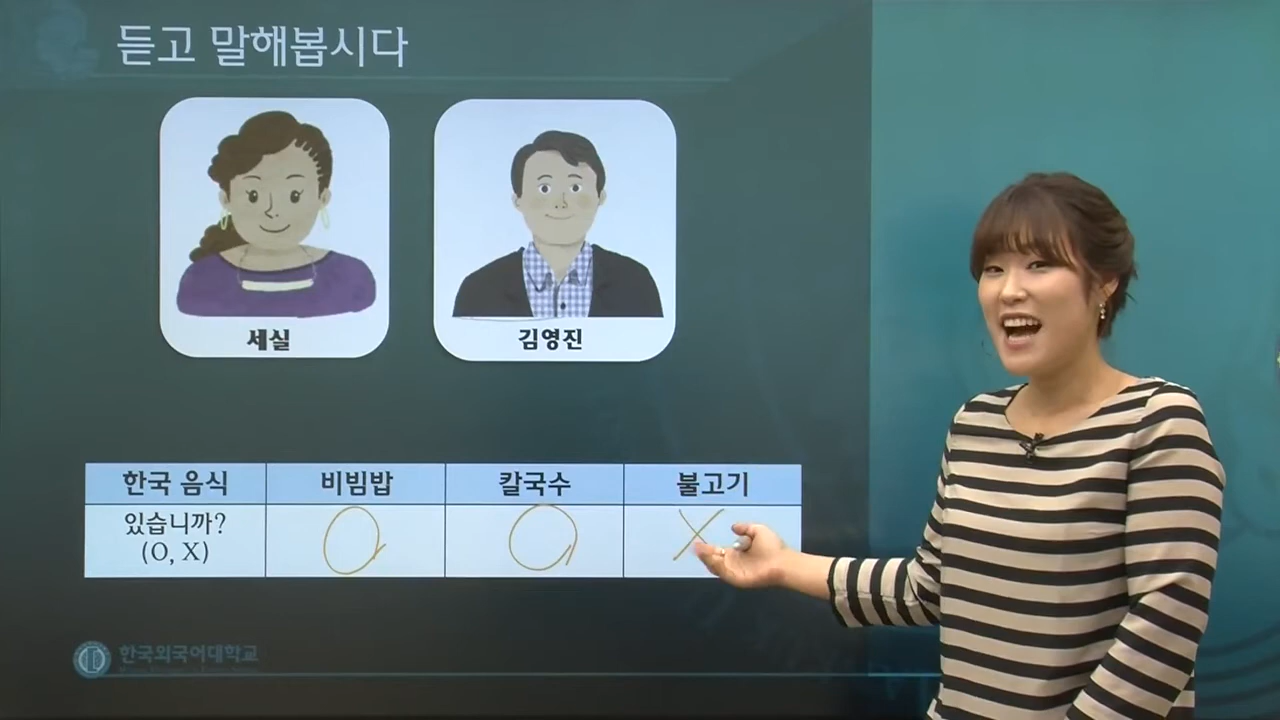 듣고 말해봅시다
세실
김영진
한국 음식 비빔밥 칼국수 불고기
있습니까?
(O, X) O O X
한국외국어대학교